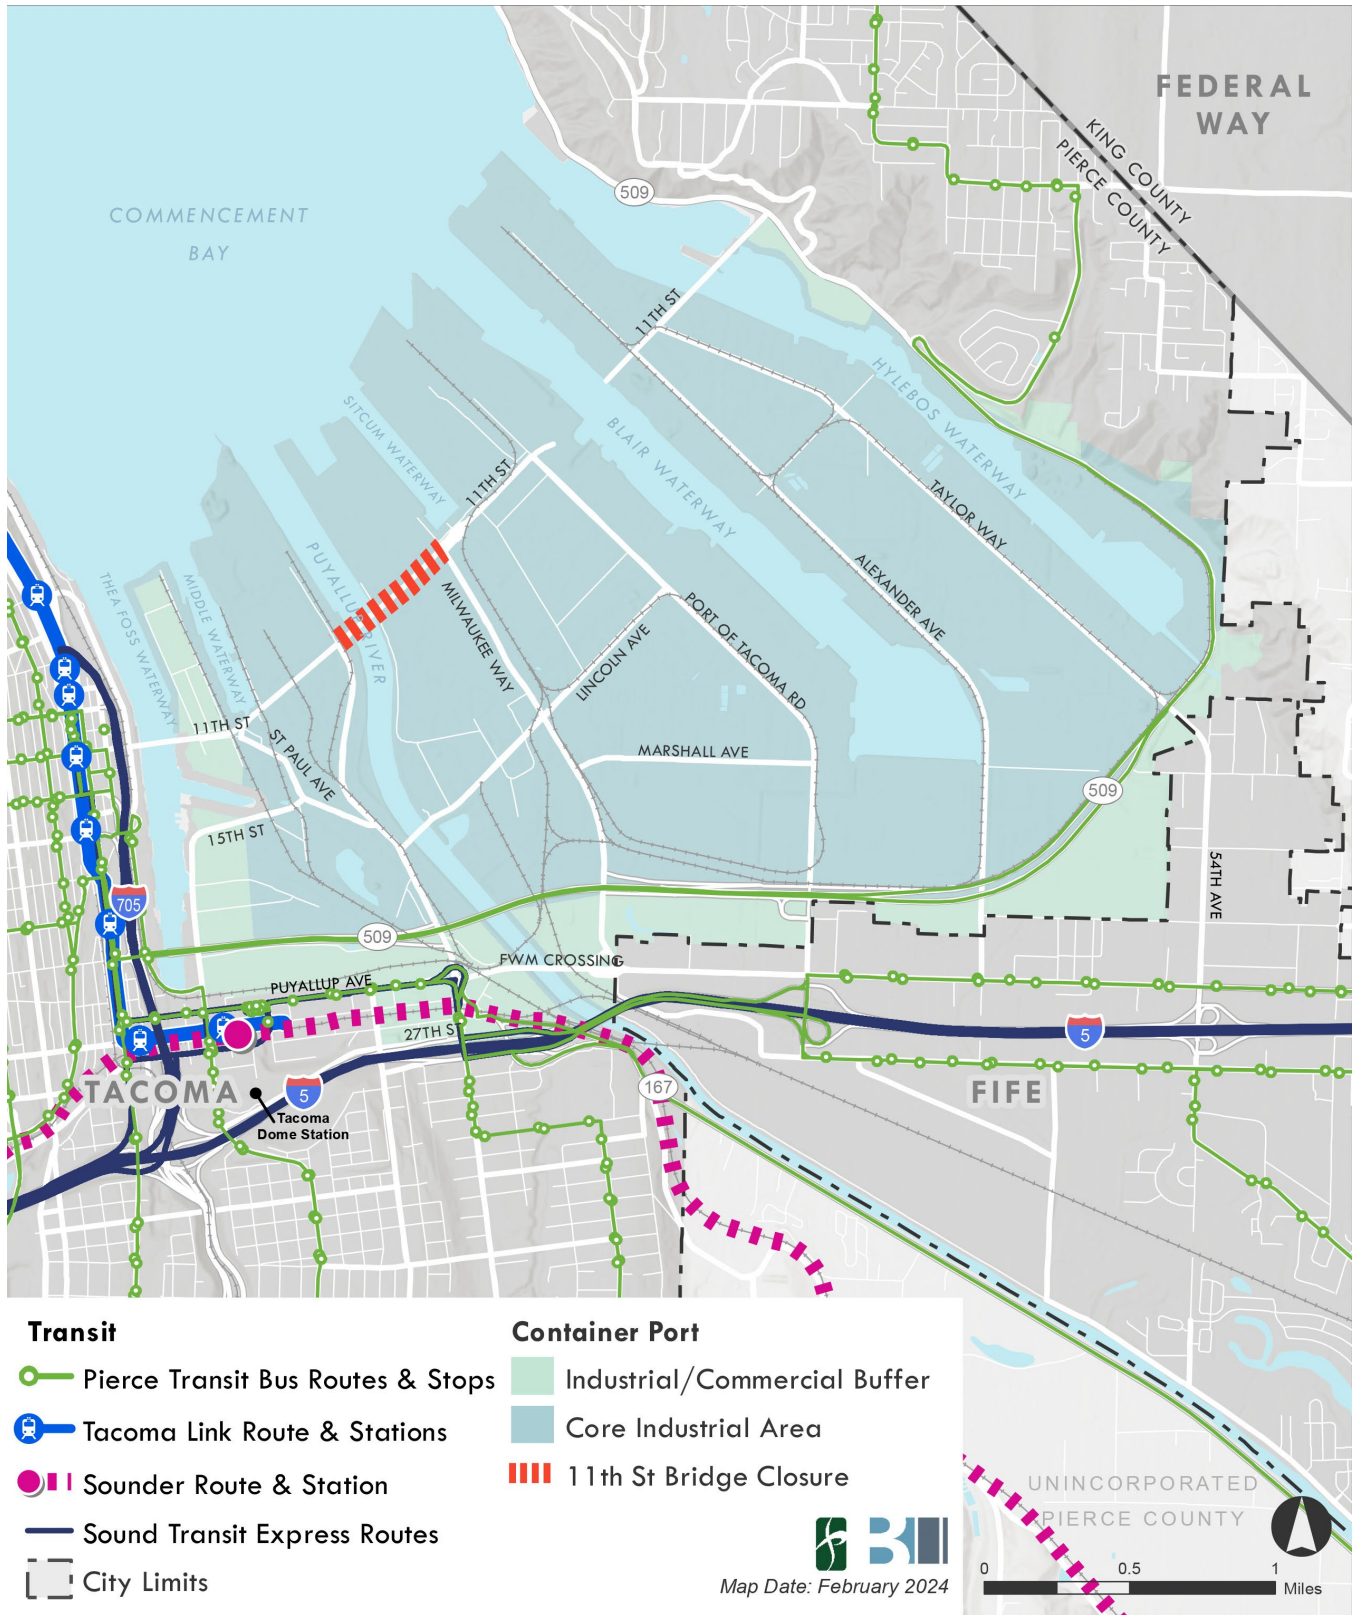 FEDERAL
WAY
KING COUNTY
PIERCE COUNTY
509
COMMENCEMENT
BAY
11TH ST
HYLEBOS WATERWAY
SITCUM WATERWAY
BLAIR WATERWAY
11TH ST
TAYLOR WAY
PUYALLUP RIVER
ALEXANDER AVE
THEA FOSS WATERWAY
MIDDLE WATERWAY
MILWAUKEE WAY
PORT OF TACOMA RD
LINCOLN AVE
11TH ST
ST PAUL AVE
MARSHALL AVE
509
15TH ST
54TH AVE
705
509
FWM CROSSING
PUYALLUP AVE
27TH ST
5
TACOMA
5
167
FIFE
Tacoma
Dome Station
Transit
Pierce Transit Bus Routes & Stops
Tacoma Link Route & Stations
Sounder Route & Station
Sound Transit Express Routes
City Limits
Container Port
Industrial/Commercial Buffer
Core Industrial Area
11th St Bridge Closure
Map Date: February 2024
UNINCORPORATED
PIERCE COUNTY
0 0.5 1
Miles